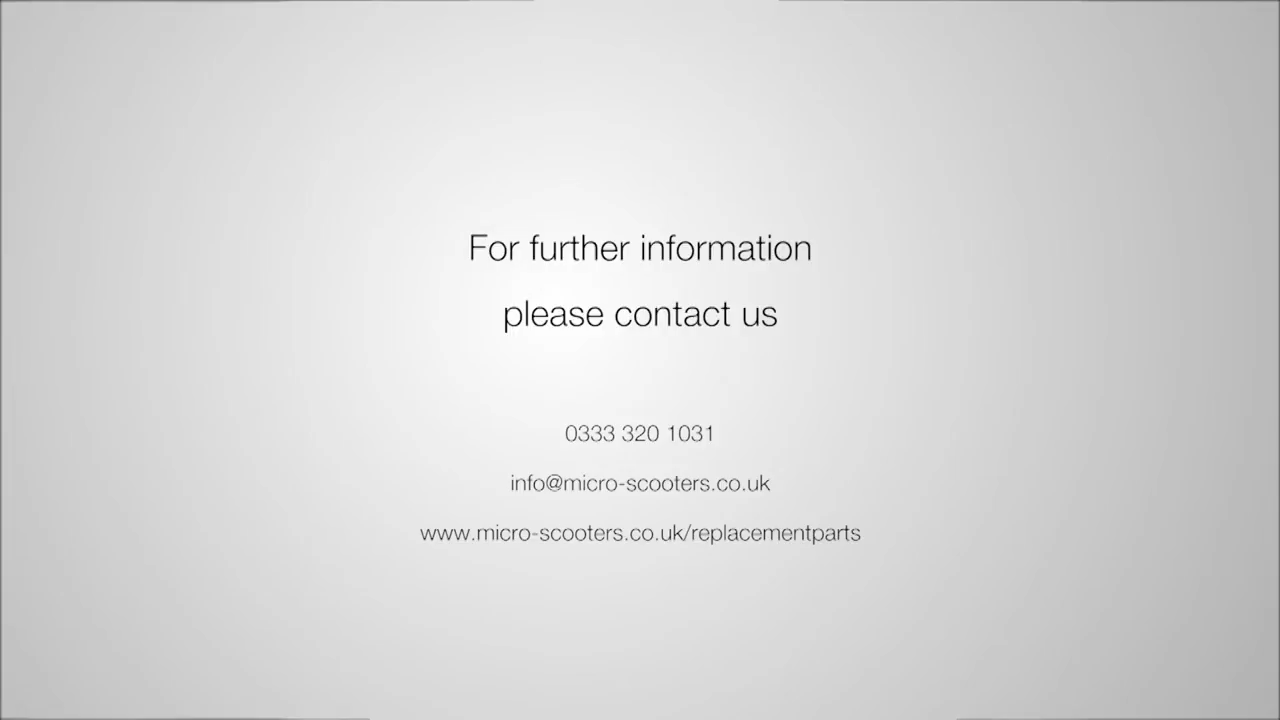 For further information
please contact us
0333 320 1031
info@micro-scooters.co.uk
www.micro-scooters.co.uk/replacementparts